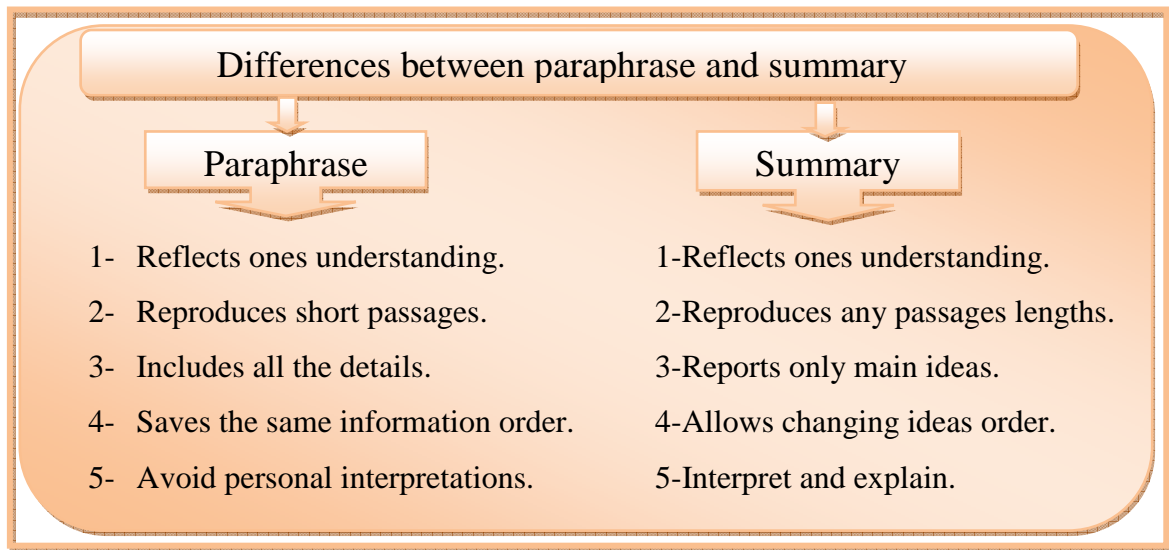 Differences between paraphrase and summary
Paraphrase
1- Reflects ones understanding.
2- Reproduces short passages.
3- Includes all the details.
4- Saves the same information order.
5- Avoid personal interpretations.
Summary
1-Reflects ones understanding.
2-Reproduces any passages lengths.
3-Reports only main ideas.
4-Allows changing ideas order.
5-Interpret and explain.